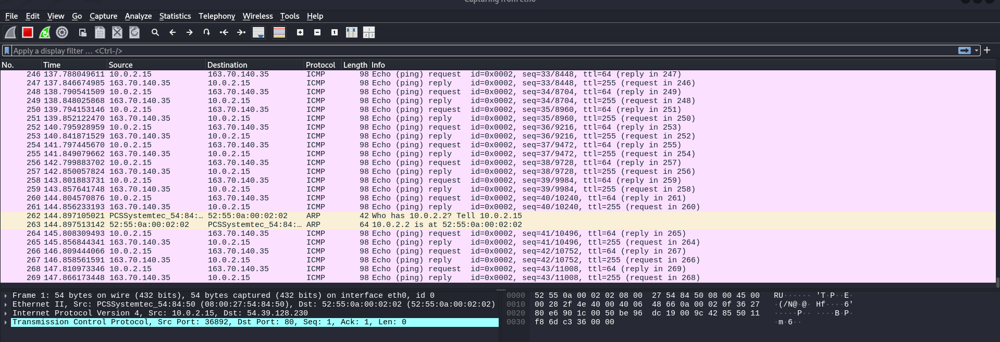 Capturing from eth0
File Edit View Go Capture Analyze Statistics Telephony Wireless Tools Help
Apply a display filter … <Ctrl-/>
No. Time Source Destination Protocol Length Info
246 137.788049611 10.0.2.15 163.70.140.35 ICMP 98 Echo (ping) request id=0x0002, seq=33/8448, ttl=64 (reply in 247)
247 137.846674985 163.70.140.35 10.0.2.15 ICMP 98 Echo (ping) reply id=0x0002, seq=33/8448, ttl=255 (request in 246)
248 138.790541509 10.0.2.15 163.70.140.35 ICMP 98 Echo (ping) request id=0x0002, seq=34/8704, ttl=64 (reply in 249)
249 138.848025868 163.70.140.35 10.0.2.15 ICMP 98 Echo (ping) reply id=0x0002, seq=34/8704, ttl=255 (request in 248)
250 139.794153146 10.0.2.15 163.70.140.35 ICMP 98 Echo (ping) request id=0x0002, seq=35/8960, ttl=64 (reply in 251)
251 139.852122470 163.70.140.35 10.0.2.15 ICMP 98 Echo (ping) reply id=0x0002, seq=35/8960, ttl=255 (request in 250)
252 140.795928959 10.0.2.15 163.70.140.35 ICMP 98 Echo (ping) request id=0x0002, seq=36/9216, ttl=64 (reply in 253)
253 140.841871529 163.70.140.35 10.0.2.15 ICMP 98 Echo (ping) reply id=0x0002, seq=36/9216, ttl=255 (request in 252)
254 141.797445670 10.0.2.15 163.70.140.35 ICMP 98 Echo (ping) request id=0x0002, seq=37/9472, ttl=64 (reply in 255)
255 141.849079662 163.70.140.35 10.0.2.15 ICMP 98 Echo (ping) reply id=0x0002, seq=37/9472, ttl=255 (request in 254)
256 142.799883702 10.0.2.15 163.70.140.35 ICMP 98 Echo (ping) request id=0x0002, seq=38/9728, ttl=64 (reply in 257)
257 142.850057824 163.70.140.35 10.0.2.15 ICMP 98 Echo (ping) reply id=0x0002, seq=38/9728, ttl=255 (request in 256)
258 143.801883731 10.0.2.15 163.70.140.35 ICMP 98 Echo (ping) request id=0x0002, seq=39/9984, ttl=64 (reply in 259)
259 143.857641748 163.70.140.35 10.0.2.15 ICMP 98 Echo (ping) reply id=0x0002, seq=39/9984, ttl=255 (request in 258)
260 144.804570876 10.0.2.15 163.70.140.35 ICMP 98 Echo (ping) request id=0x0002, seq=40/10240, ttl=64 (reply in 261)
261 144.856233193 163.70.140.35 10.0.2.15 ICMP 98 Echo (ping) reply id=0x0002, seq=40/10240, ttl=255 (request in 260)
262 144.897105021 PCSSystemtec_54:84:… 52:55:0a:00:02:02 ARP 42 Who has 10.0.2.2? Tell 10.0.2.15
263 144.897513142 52:55:0a:00:02:02 PCSSystemtec_54:84:… ARP 64 10.0.2.2 is at 52:55:0a:00:02:02
264 145.808309493 10.0.2.15 163.70.140.35 ICMP 98 Echo (ping) request id=0x0002, seq=41/10496, ttl=64 (reply in 265)
265 145.856844341 163.70.140.35 10.0.2.15 ICMP 98 Echo (ping) reply id=0x0002, seq=41/10496, ttl=255 (request in 264)
266 146.809444066 10.0.2.15 163.70.140.35 ICMP 98 Echo (ping) request id=0x0002, seq=42/10752, ttl=64 (reply in 267)
267 146.858561591 163.70.140.35 10.0.2.15 ICMP 98 Echo (ping) reply id=0x0002, seq=42/10752, ttl=255 (request in 266)
268 147.810973346 10.0.2.15 163.70.140.35 ICMP 98 Echo (ping) request id=0x0002, seq=43/11008, ttl=64 (reply in 269)
269 147.866173448 163.70.140.35 10.0.2.15 ICMP 98 Echo (ping) reply id=0x0002, seq=43/11008, ttl=255 (request in 268)
Frame 1: 54 bytes on wire (432 bits), 54 bytes captured (432 bits) on interface eth0, id 0
Ethernet II, Src: PCSSystemtec_54:84:50 (08:00:27:54:84:50), Dst: 52:55:0a:00:02:02 (52:55:0a:00:02:02)
Internet Protocol Version 4, Src: 10.0.2.15, Dst: 54.39.128.230
Transmission Control Protocol, Src Port: 36892, Dst Port: 80, Seq: 1, Ack: 1, Len: 0
0000 52 55 0a 00 02 02 08 00 27 54 84 50 08 00 45 00 RU······ 'T·P··E·
0010 00 28 2f 4e 40 00 40 06 48 66 0a 00 02 0f 36 27 ·(/N@·@· Hf····6'
0020 80 e6 90 1c 00 50 be 96 dc 19 00 9c 42 85 50 11 ·····P·· ····B·P·
0030 f8 6d c3 36 00 00 ·m·6··